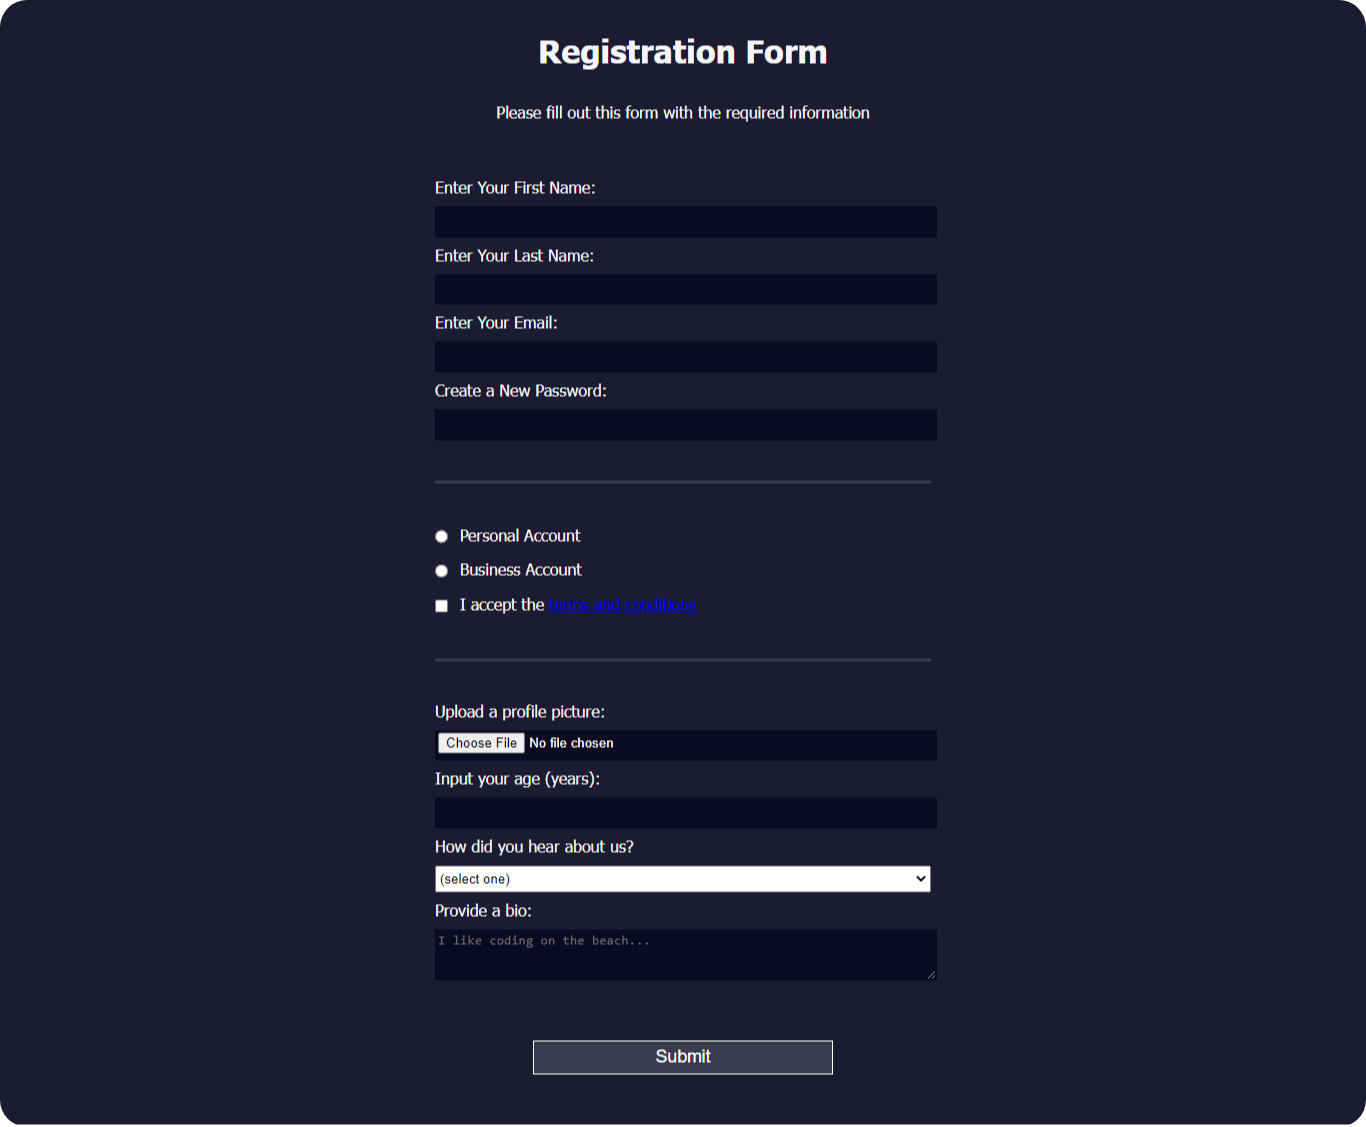 Registration Form
Please fill out this form with the required information
Enter Your First Name:
Enter Your Last Name:
Enter Your Email:
Create a New Password:
Personal Account
Business Account
I accept the terms and conditions
Upload a profile picture:
Choose File No file chosen
Input your age (years):
How did you hear about us?
(select one)
Provide a bio:
I like coding on the beach...
Submit